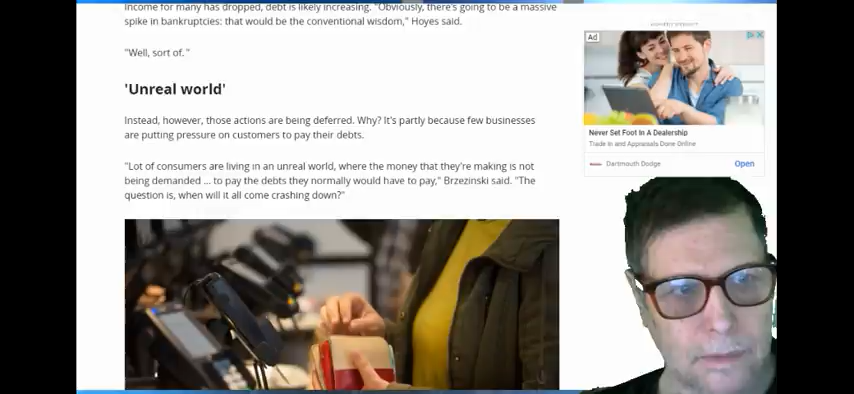 income for many has dropped, debt is likely increasing. "Obviously, there's going to be a massive
spike in bankruptcies: that would be the conventional wisdom," Hoyes said.
"Well, sort of. "
'Unreal world'
Instead, however, those actions are being deferred. Why? It's partly because few businesses
are putting pressure on customers to pay their debts.
"Lot of consumers are living in an unreal world, where the money that they're making is not
being demanded ... to pay the debts they normally would have to pay," Brzezinski said. "The
question is, when will it all come crashing down?"
Ad
Never Set Foot In A Dealership
Trade In and Appraisals Done Online
Dartmouth Dodge
Open